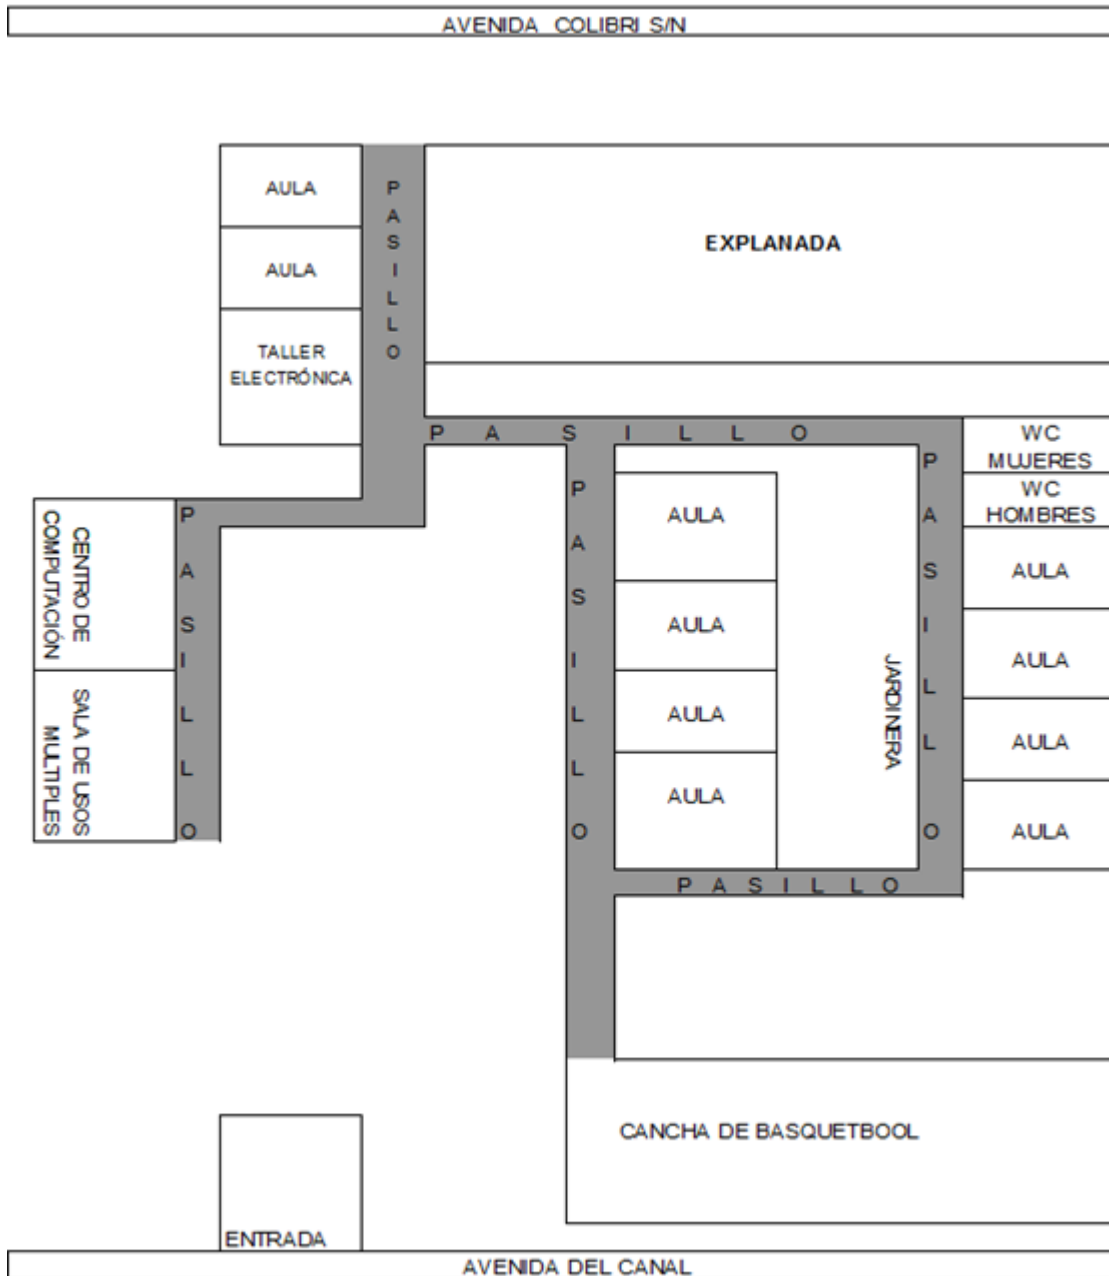 AVENIDA COLIBRI S/N
AULA
PASILLO
EXPLANADA
AULA
TALLER
ELECTRÓNICA
PASILLO
WC
MUJERES
WC
HOMBRES
PASILLO
CENTRO DE
COMPUTACIÓN
SALA DE USOS
MULTIPLES
PASILLO
AULA
AULA
AULA
AULA
JARDINERA
PASILLO
AULA
AULA
AULA
AULA
PASILLO
CANCHA DE BASQUETBOOL
ENTRADA
AVENIDA DEL CANAL